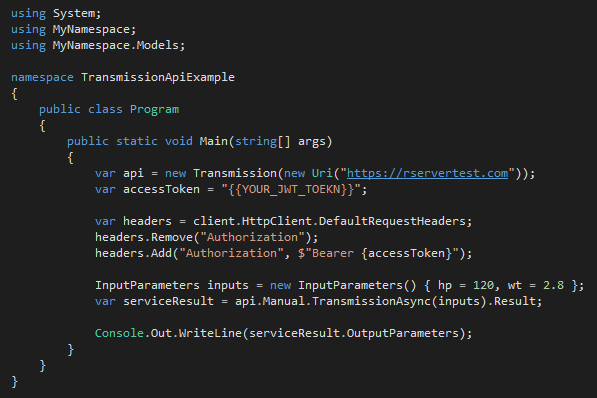 using System;
using MyNamespace;
using MyNamespace.Models;

namespace TransmissionApiExample
{
    public class Program
    {
        public static void Main(string[] args)
        {
            var api = new Transmission(new Uri("https://rservertest.com"));
            var accessToken = "{{YOUR_JWT_TOEKN}}";

            var headers = client.HttpClient.DefaultRequestHeaders;
            headers.Remove("Authorization");
            headers.Add("Authorization", $"Bearer {accessToken}");

            InputParameters inputs = new InputParameters() { hp = 120, wt = 2.8 };
            var serviceResult = api.Manual.TransmissionAsync(inputs).Result;

            Console.Out.WriteLine(serviceResult.OutputParameters);
        }
    }
}